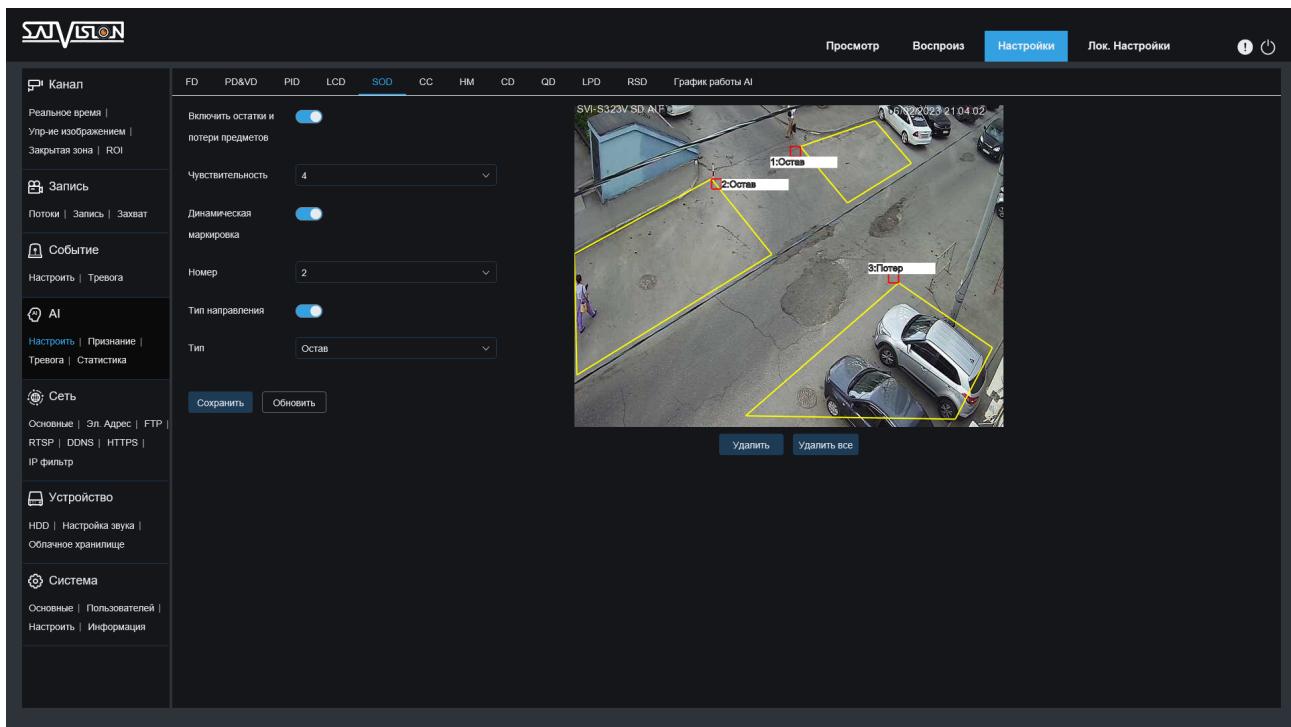 SATVISION
Просмотр Воспроиз Настройки Лок. Настройки
Канал
Реальное время |
Упр-ие изображением |
Закрытая зона | ROI
Запись
Потоки | Запись | Захват
Событие
Настроить | Тревога
AI
Настроить | Признание |
Тревога | Статистика
Сеть
Основные | Эл. Адрес | FTP |
RTSP | DDNS | HTTPS |
IP фильтр
Устройство
HDD | Настройка звука |
Облачное хранилище
Система
Основные | Пользователей |
Настроить | Информация
FD PD&VD PID LCD SOD CC HM CD QD LPD RSD График работы AI
Включить остатки и
потери предметов
Чувствительность 4
Динамическая
маркировка
Номер 2
Тип направления
Тип Остав
Сохранить Обновить
SVI-S323V SD AI F
06/02/2023 21:04:02
1:Остав
2:Остав
3:Потер
Удалить Удалить все